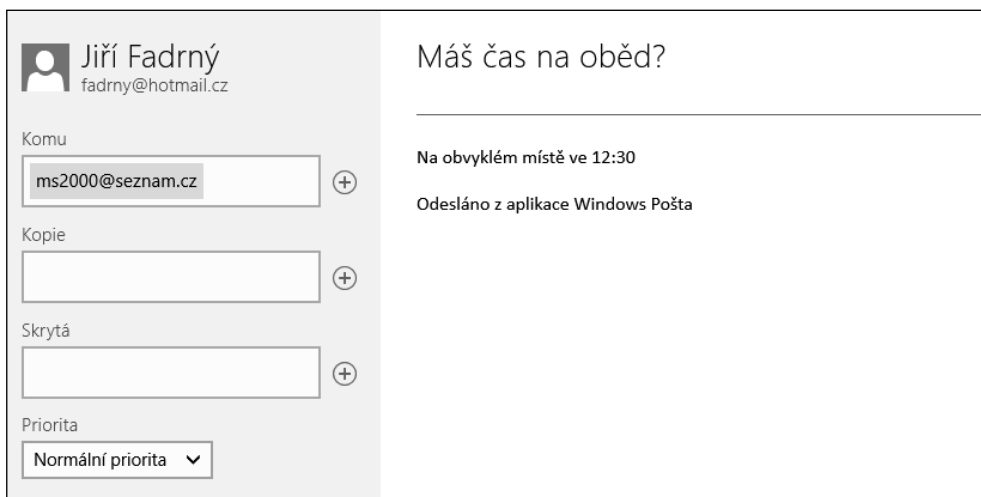 Jiří Fadrný
fadrny@hotmail.cz
Komu
ms2000@seznam.cz
Kopie
Skrytá
Priorita
Normální priorita
Máš čas na oběd?
Na obvyklém místě ve 12:30
Odesláno z aplikace Windows Pošta